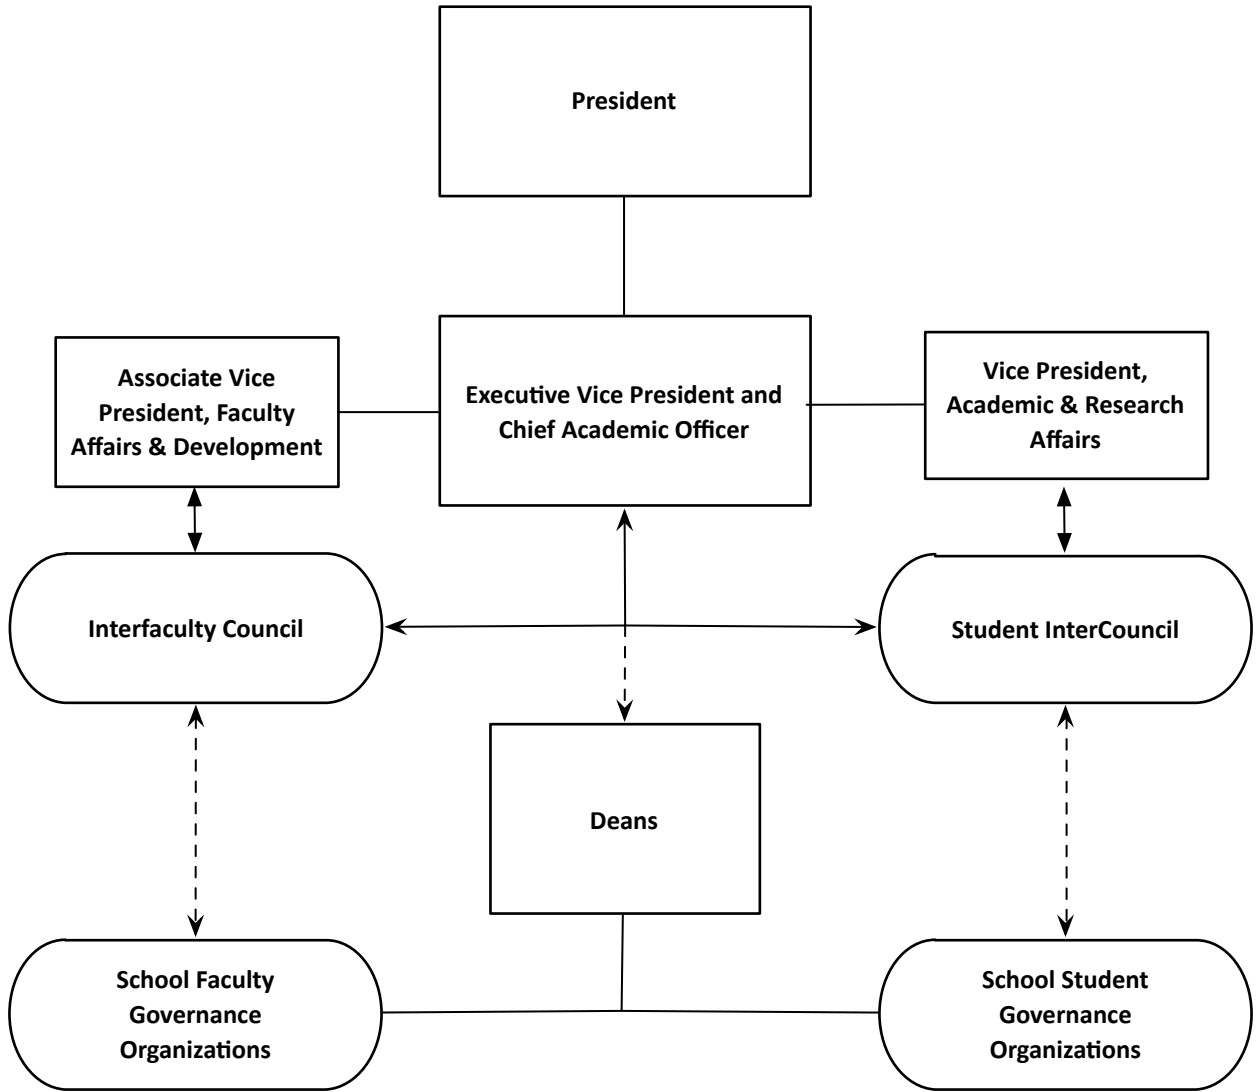 President
Associate Vice
President, Faculty
Affairs & Development
Executive Vice President and
Chief Academic Officer
Vice President,
Academic & Research
Affairs
Interfaculty Council
Student InterCouncil
Deans
School Faculty
Governance
Organizations
School Student
Governance
Organizations